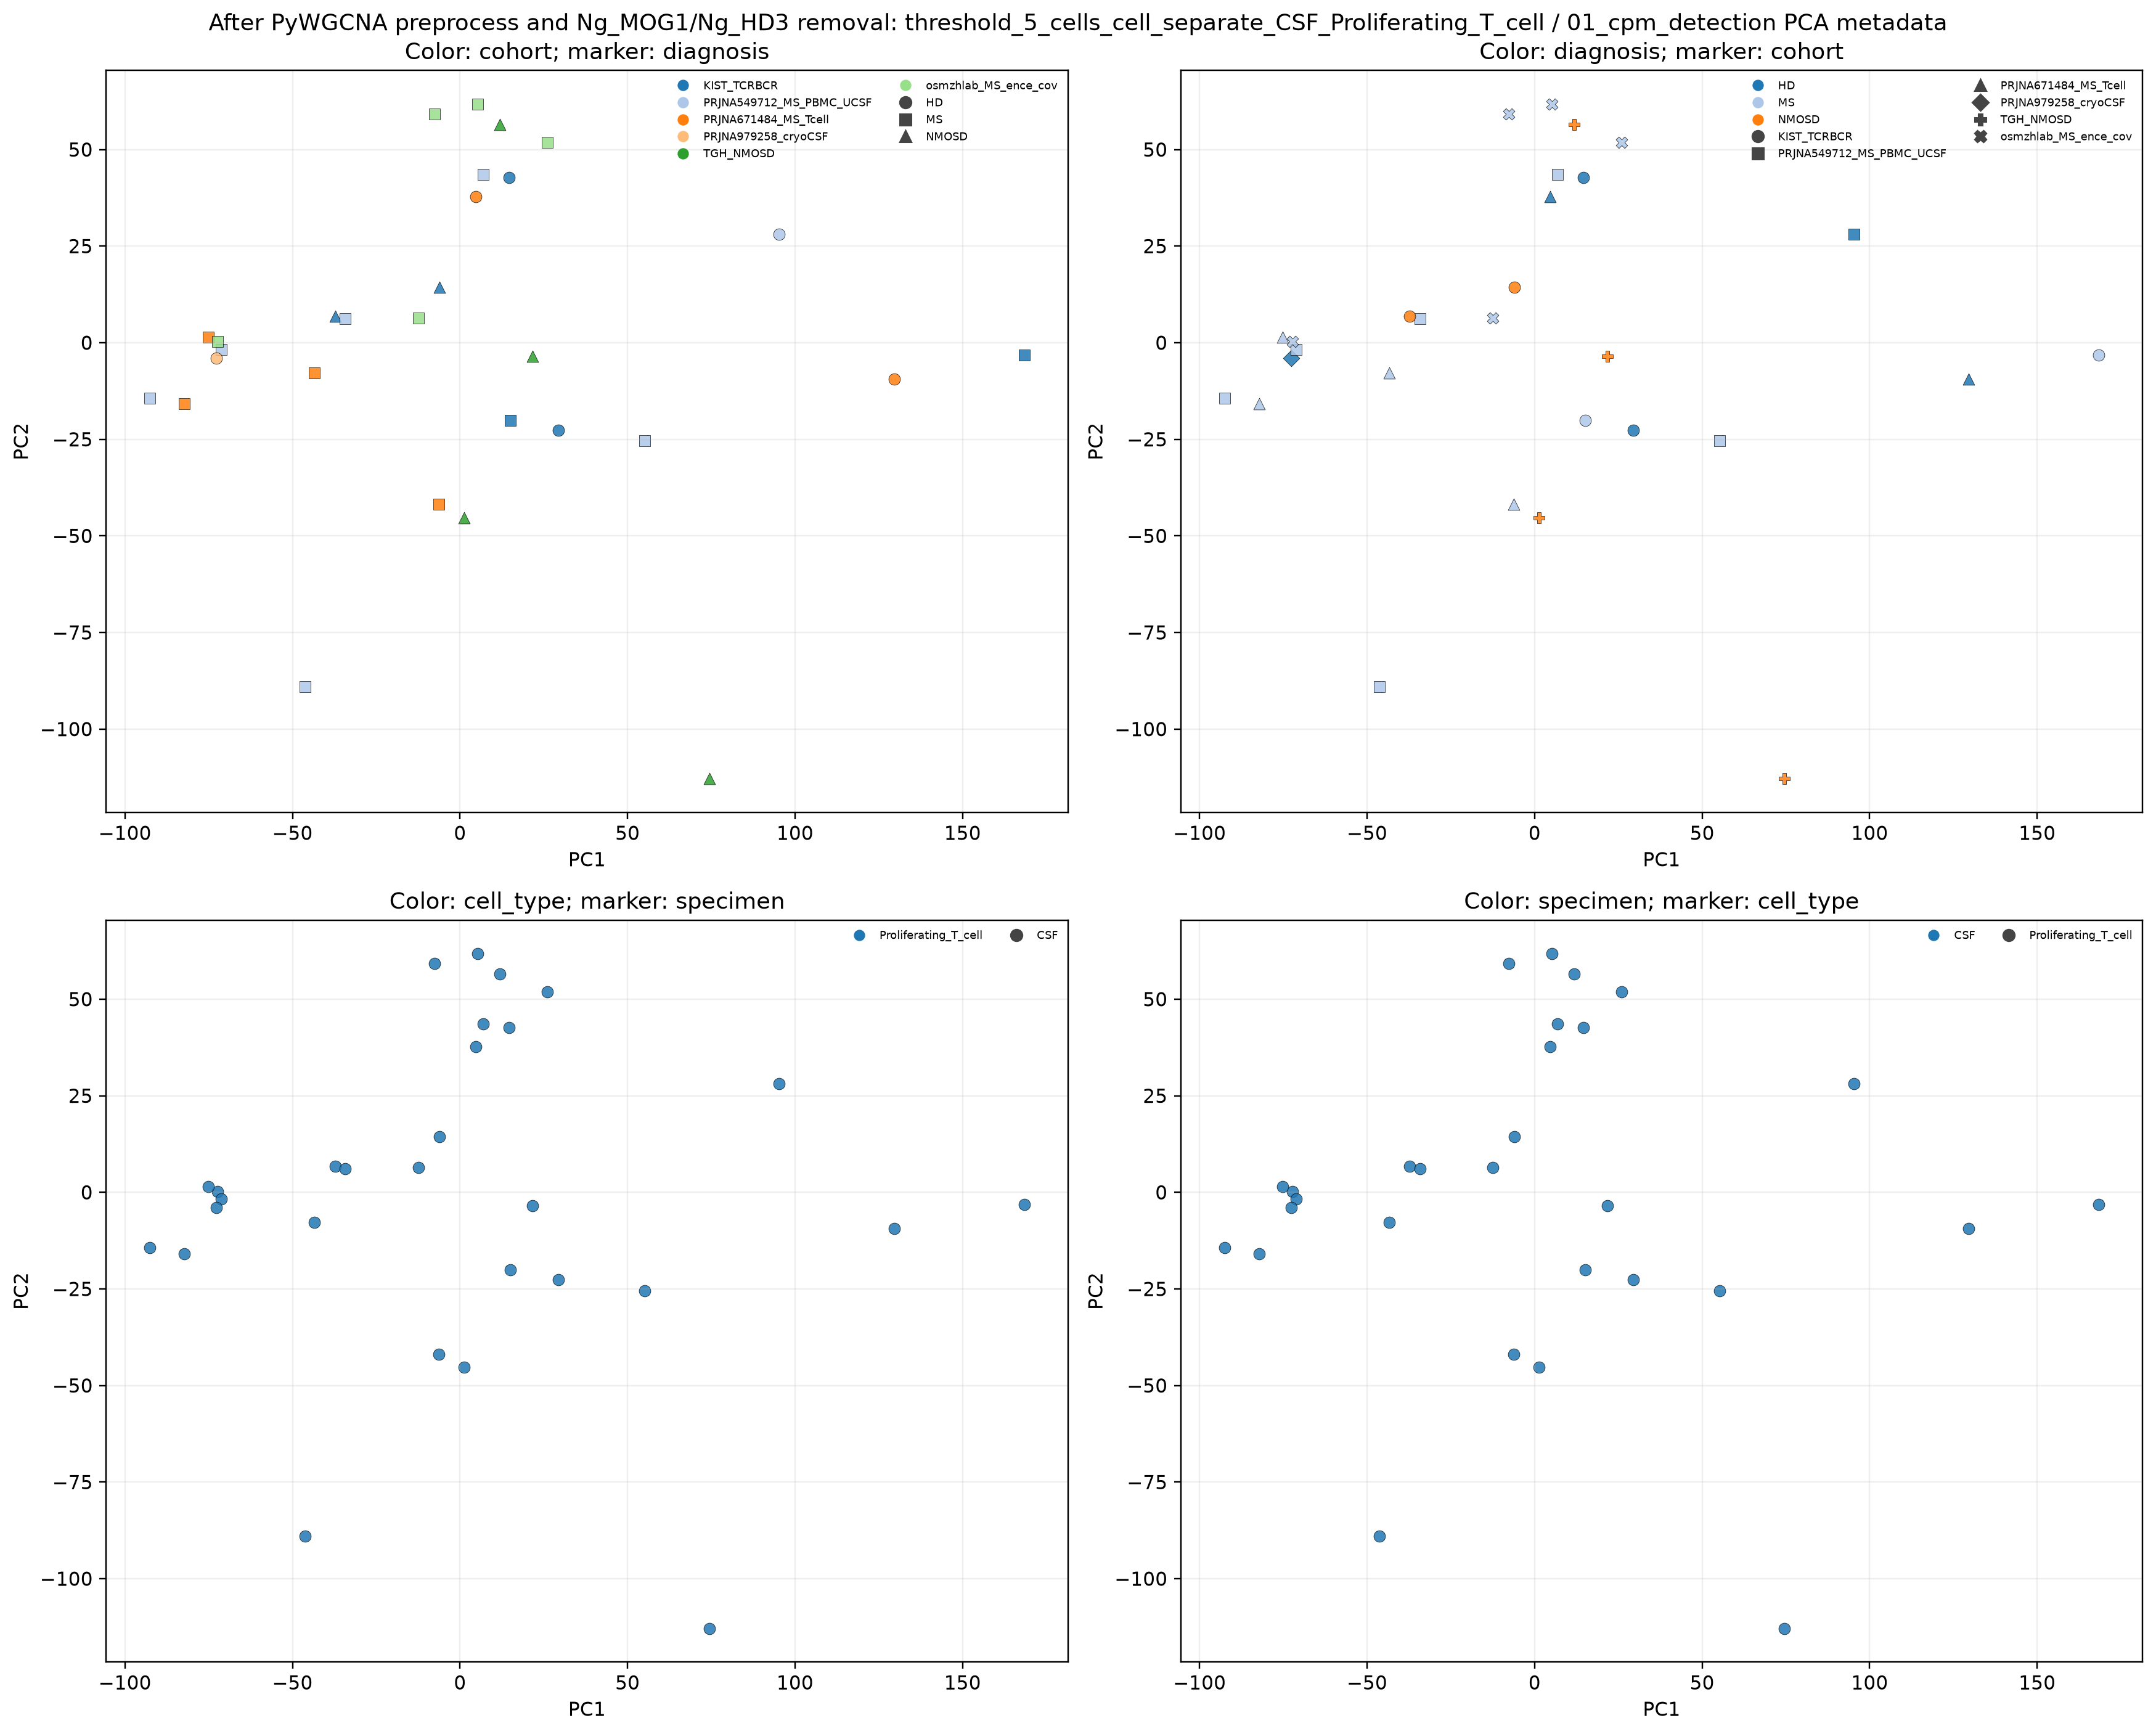 After PyWGCNA preprocess and Ng_MOG1/Ng_HD3 removal: threshold_5_cells_cell_separate_CSF_Proliferating_T_cell / 01_cpm_detection PCA metadata
Color: cohort; marker: diagnosis
KIST_TCRBCR
PRJNA549712_MS_PBMC_UCSF
PRJNA671484_MS_Tcell
PRJNA979258_cryoCSF
TGH_NMOSD
osmzhlab_MS_ence_cov
HD
MS
NMOSD
50
25
0
−25
−50
−75
−100
PC2
−100
−50
0
50
100
150
PC1
Color: diagnosis; marker: cohort
HD
MS
NMOSD
KIST_TCRBCR
PRJNA549712_MS_PBMC_UCSF
PRJNA671484_MS_Tcell
PRJNA979258_cryoCSF
TGH_NMOSD
osmzhlab_MS_ence_cov
50
25
0
−25
−50
−75
−100
PC2
−100
−50
0
50
100
150
PC1
Color: cell_type; marker: specimen
Proliferating_T_cell
CSF
50
25
0
−25
−50
−75
−100
PC2
−100
−50
0
50
100
150
PC1
Color: specimen; marker: cell_type
CSF
Proliferating_T_cell
50
25
0
−25
−50
−75
−100
PC2
−100
−50
0
50
100
150
PC1